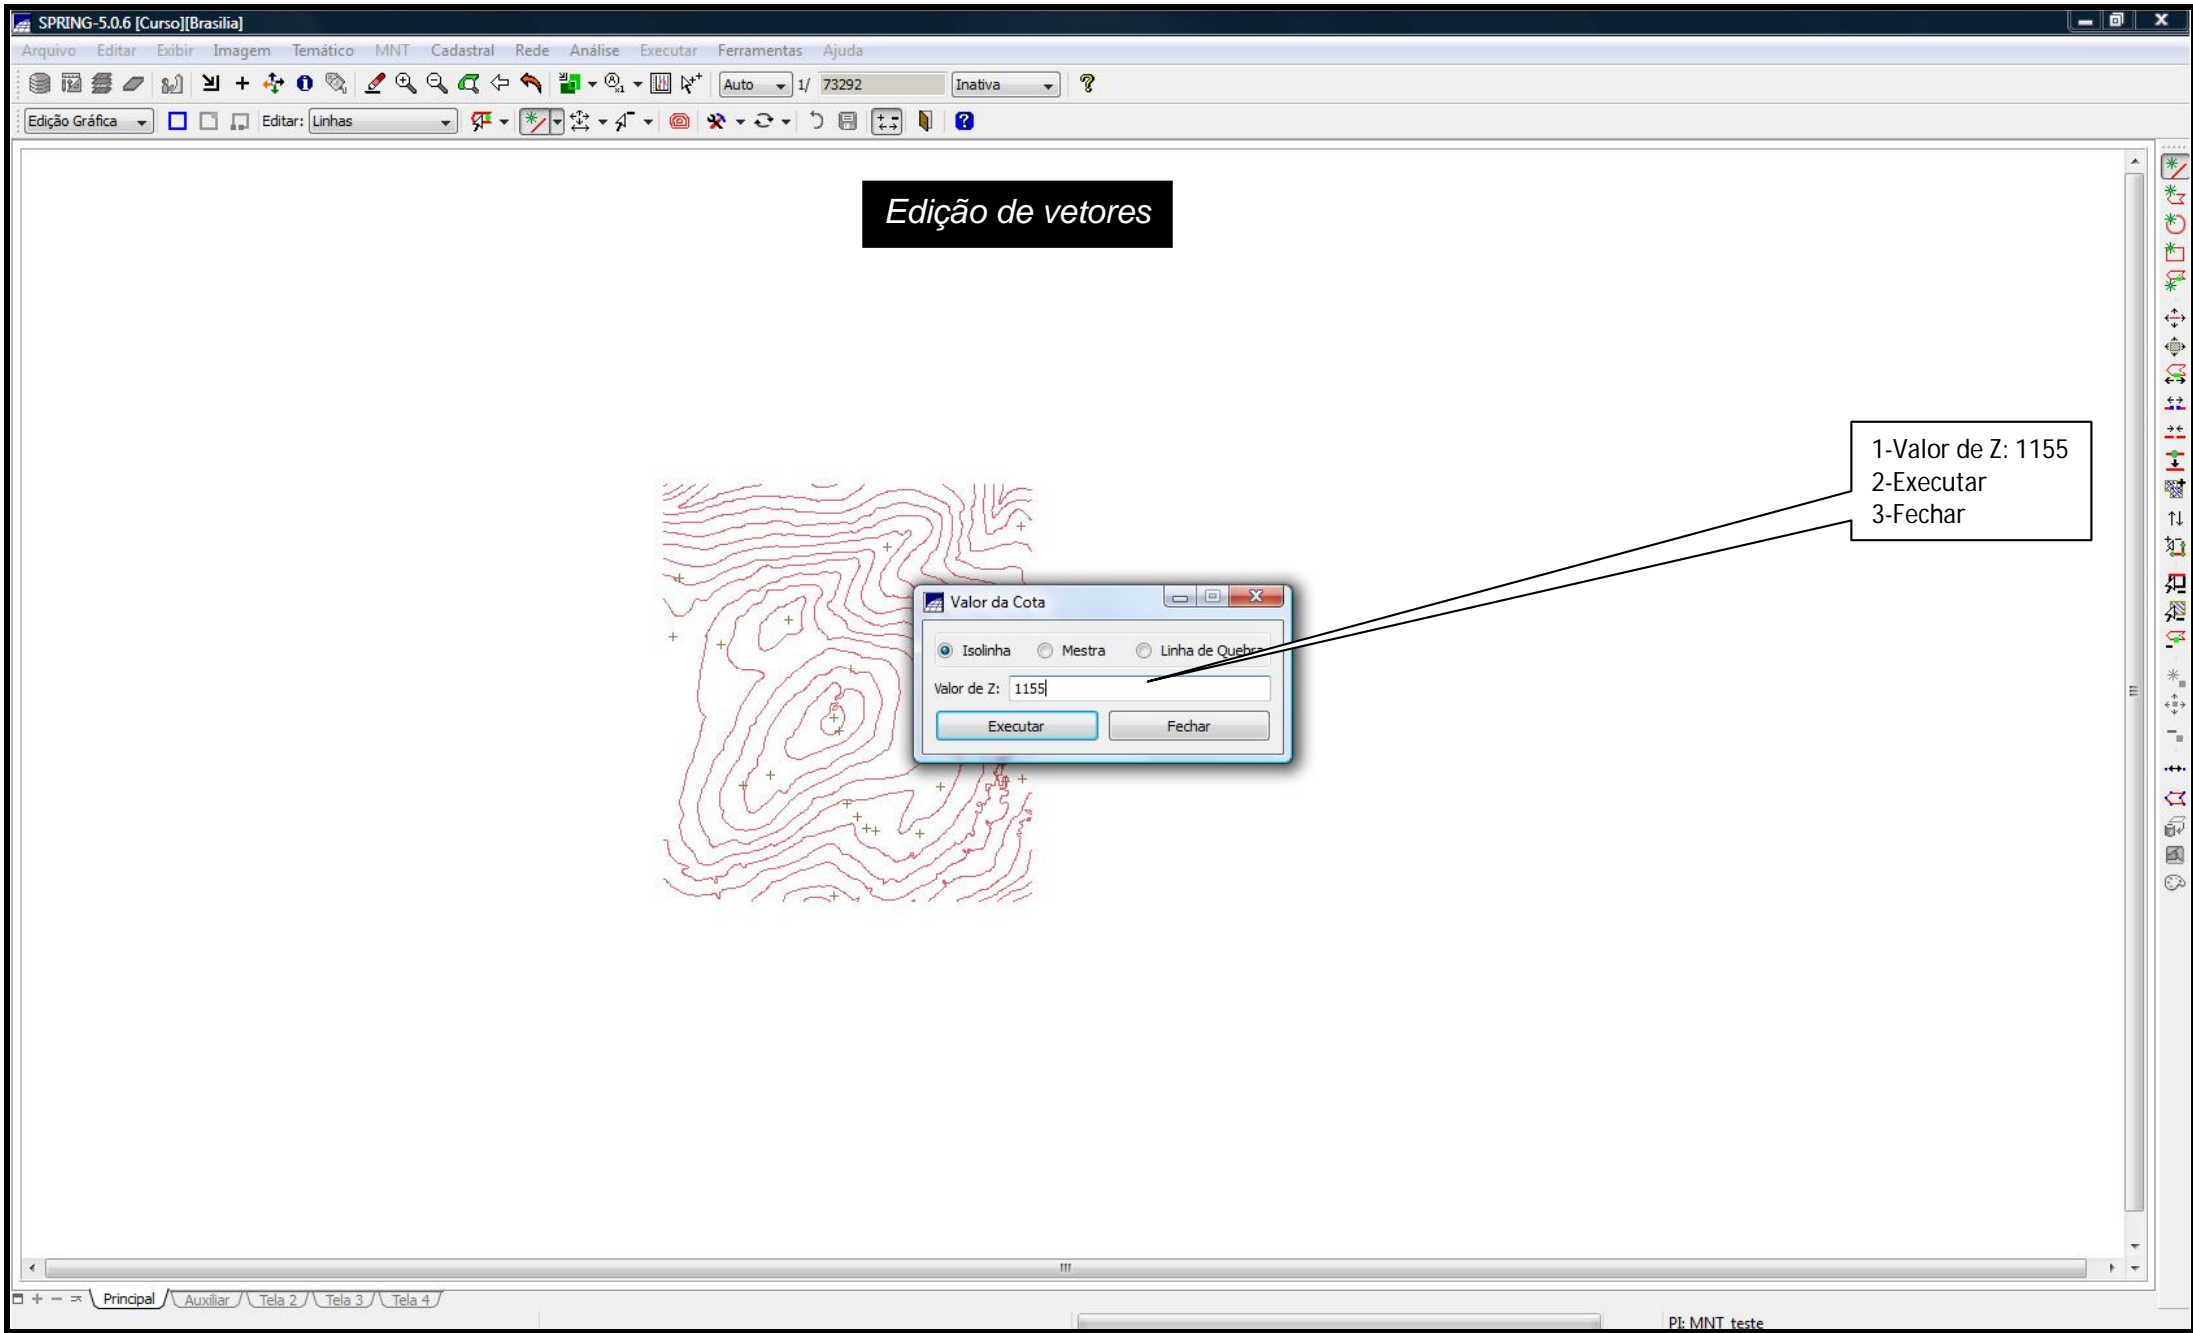 SPRING-5.0.6 [Curso][Brasilia]
Arquivo Editar Exibir Imagem Temático MNT Cadastral Rede Análise Executar Ferramentas Ajuda
Auto 1/ 73292 Inativa
Edição Gráfica Editar: Linhas
Edição de vetores
1-Valor de Z: 1155
2-Executar
3-Fechar
Valor da Cota
Isolinha Mestra Linha de Quebra
Valor de Z: 1155
Executar Fechar
Principal Auxiliar Tela 2 Tela 3 Tela 4
PI: MNT_teste